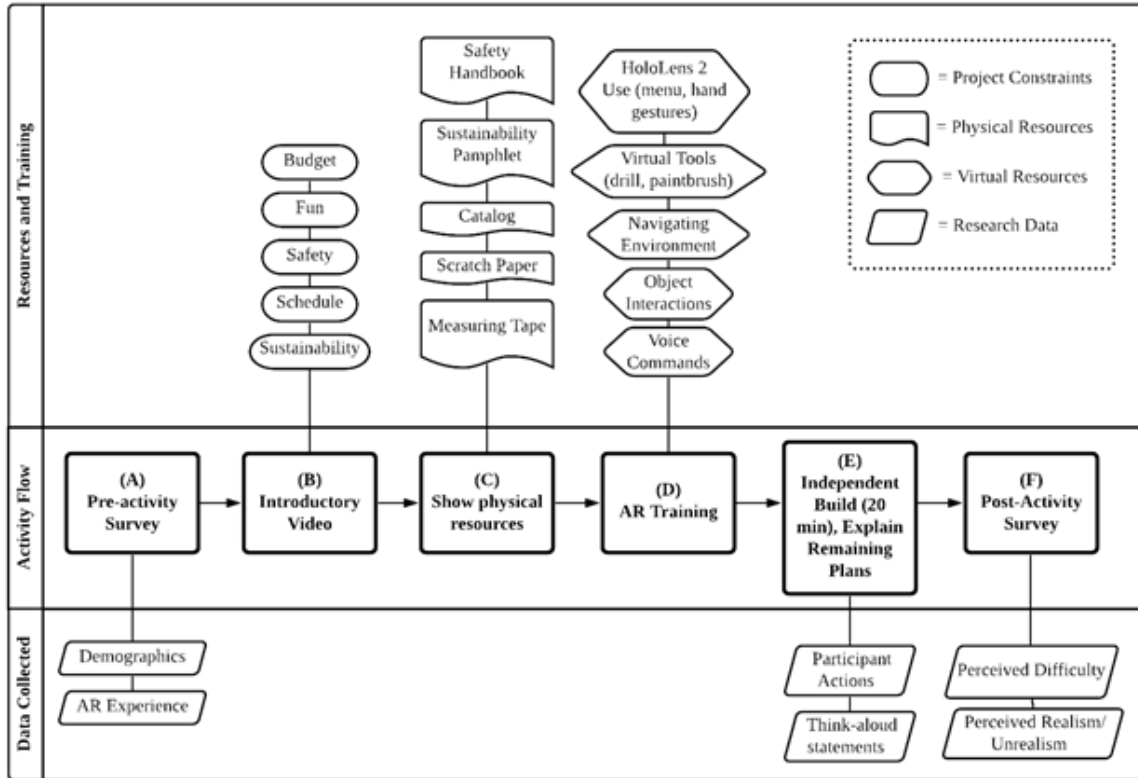 Resources and Training
Budget
Fun
Safety
Schedule
Sustainability
Safety
Handbook
Sustainability
Pamphlet
Catalog
Scratch Paper
Measuring Tape
HoloLens 2
Use (menu, hand
gestures)
Virtual Tools
(drill, paintbrush)
Navigating
Environment
Object
Interactions
Voice
Commands
= Project Constraints
= Physical Resources
= Virtual Resources
= Research Data
Activity Flow
(A)
Pre-activity
Survey
(B)
Introductory
Video
(C)
Show physical
resources
(D)
AR Training
(E)
Independent
Build (20
min), Explain
Remaining
Plans
(F)
Post-Activity
Survey
Data Collected
Demographics
AR Experience
Participant
Actions
Think-aloud
statements
Perceived Difficulty
Perceived Realism/
Unrealism